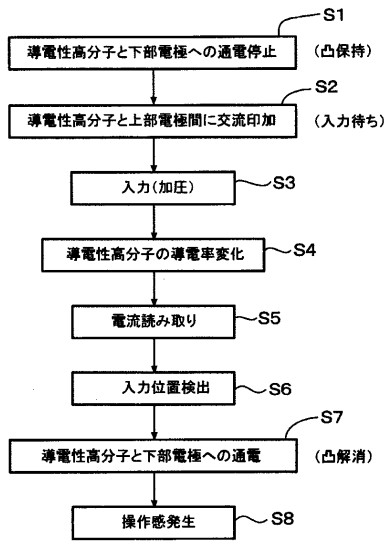 S1
導電性高分子と下部電極への通電停止 (凸保持)
S2
導電性高分子と上部電極間に交流印加 (入力待ち)
入力(加圧) S3
導電性高分子の導電率変化 S4
電流読み取り S5
入力位置検出 S6
S7
導電性高分子と下部電極への通電 (凸解消)
操作感発生 S8